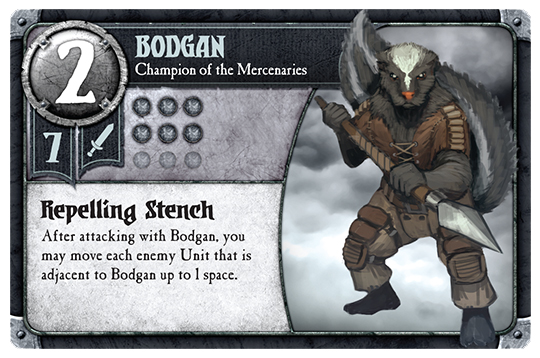 2
BODGAN
Champion of the Mercenaries
7
Repelling Stench
After attacking with Bodgan, you
may move each enemy Unit that is
adjacent to Bodgan up to 1 space.